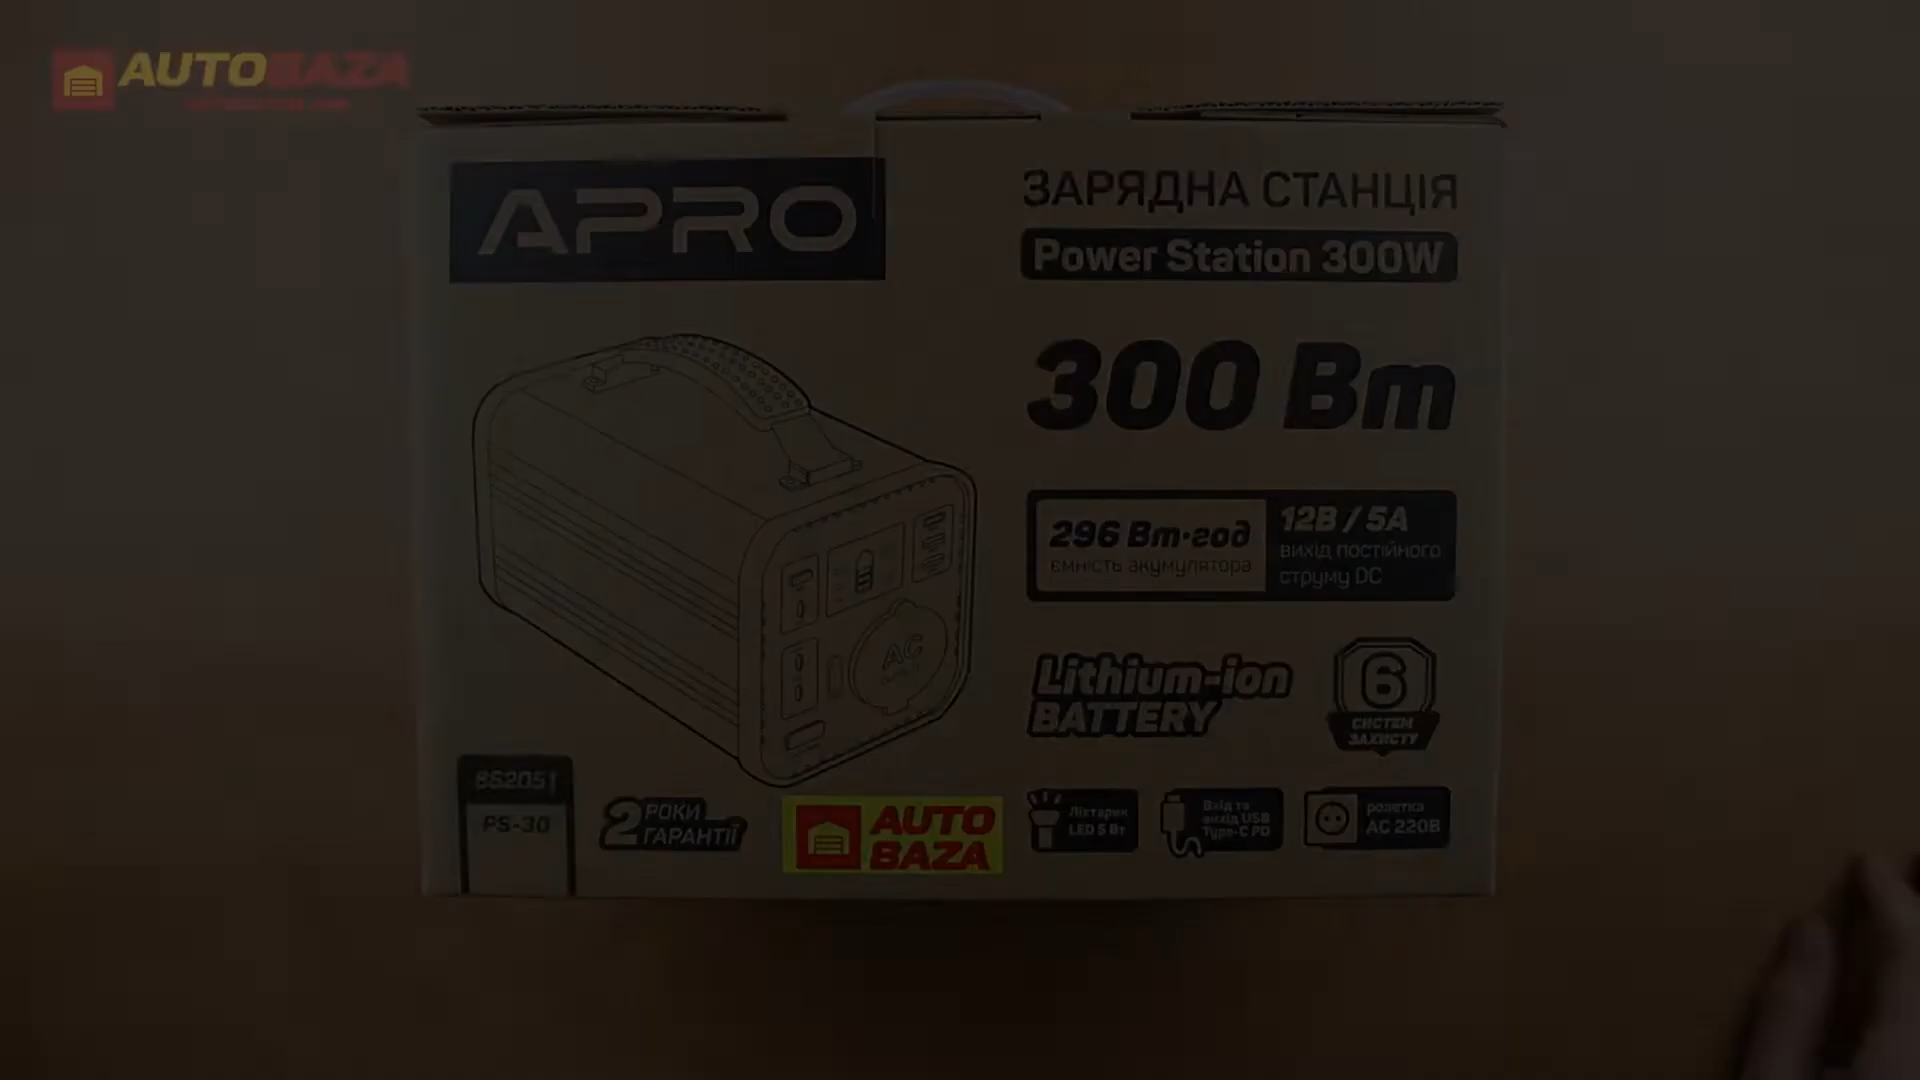 AUTOBAZA
APRO
ЗАРЯДНА СТАНЦІЯ
Power Station 300W
300 Вт
296 Вт·год
ємність акумулятора
12В / 5А
вихід постійного
струму DC
AC
Lithium-ion
BATTERY
6
СИСТЕМ
ЗАХИСТУ
862051
PS-30
2 РОКИ
ГАРАНТІЇ
AUTO
BAZA
Ліхтарик
LED 5 Вт
Вхід та
вихід USB
Type-C PD
розетка
AC 220В